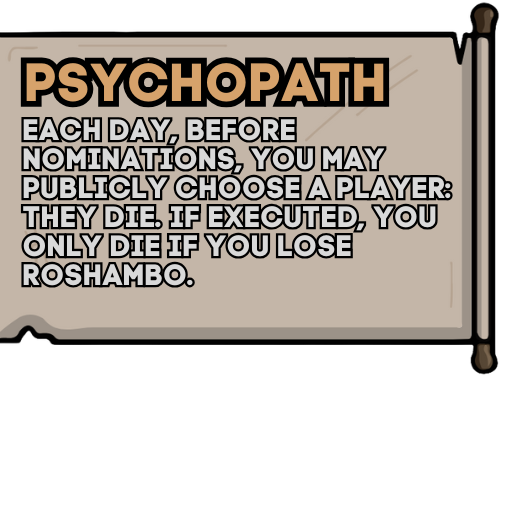 PSYCHOPATH
EACH DAY, BEFORE
NOMINATIONS, YOU MAY
PUBLICLY CHOOSE A PLAYER:
THEY DIE. IF EXECUTED, YOU
ONLY DIE IF YOU LOSE
ROSHAMBO.